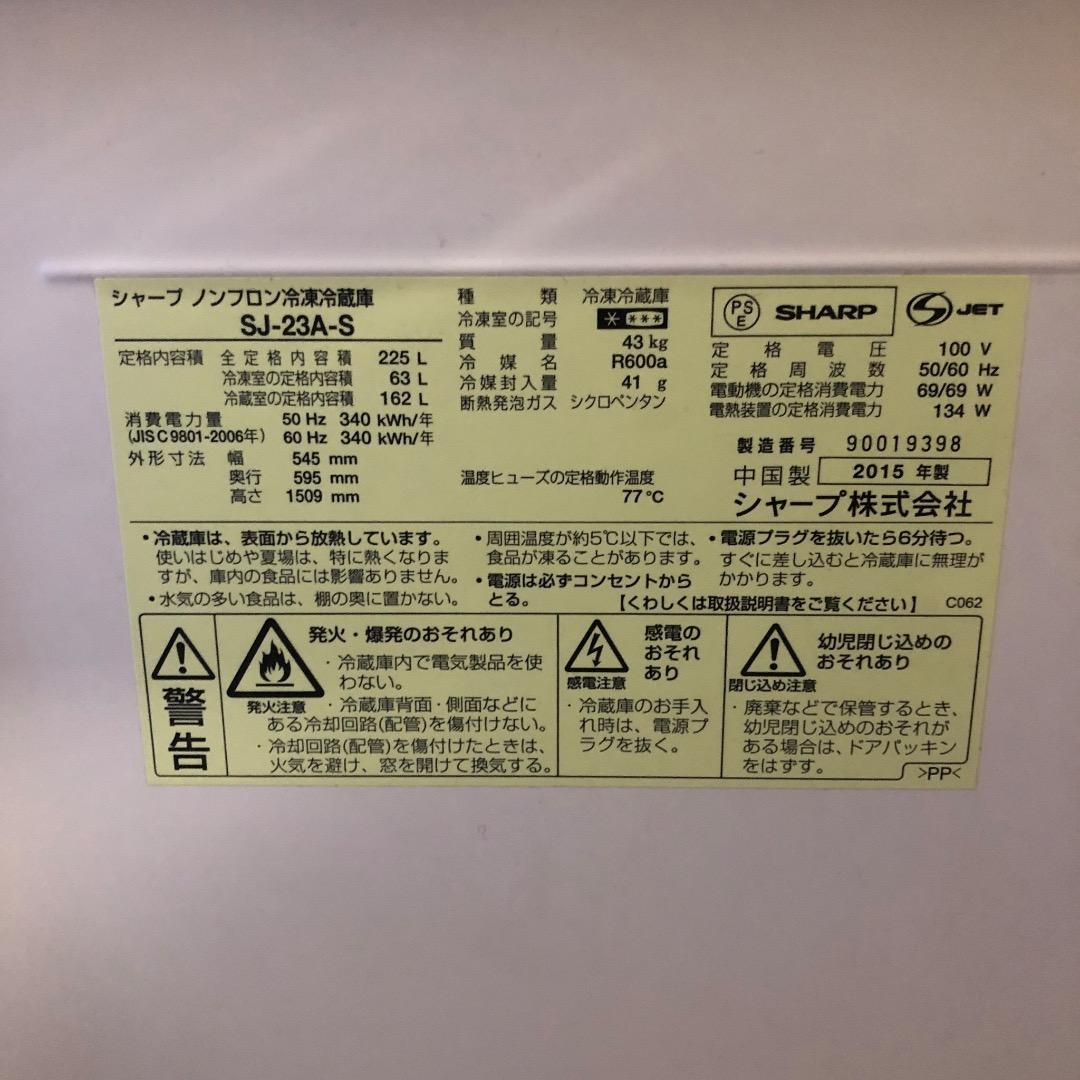 シャープ ノンフロン冷凍冷蔵庫
SJ-23A-S
定格内容積 全定格内容積 225 L
冷凍室の定格内容積 63 L
冷蔵室の定格内容積 162 L
消費電力量 50 Hz 340 kWh/年
(JIS C 9801-2006年) 60 Hz 340 kWh/年
外形寸法 幅 545 mm
奥行 595 mm
高さ 1509 mm
種類 冷凍冷蔵庫
冷凍室の記号 * ***
質量 43 kg
冷媒名 R600a
冷媒封入量 41 g
断熱発泡ガス シクロペンタン
温度ヒューズの定格動作温度
77℃
PSE SHARP S JET
定格電圧 100 V
定格周波数 50/60 Hz
電動機の定格消費電力 69/69 W
電熱装置の定格消費電力 134 W
製造番号 90019398
中国製 2015 年製
シャープ株式会社
・冷蔵庫は、表面から放熱しています。
使いはじめや夏場は、特に熱くなりま
すが、庫内の食品には影響ありません。
・水気の多い食品は、棚の奥に置かない。
・周囲温度が約5℃以下では、
食品が凍ることがあります。
・電源は必ずコンセントから
とる。
・電源プラグを抜いたら6分待つ。
すぐに差し込むと冷蔵庫に無理が
かかります。
【くわしくは取扱説明書をご覧ください】 C062
警告
発火・爆発のおそれあり
発火注意
・冷蔵庫内で電気製品を使
わない。
・冷蔵庫背面・側面などに
ある冷却回路(配管)を傷付けない。
・冷却回路(配管)を傷付けたときは、
火気を避け、窓を開けて換気する。
感電の
おそれ
あり
感電注意
・冷蔵庫のお手入
れ時は、電源プ
ラグを抜く。
幼児閉じ込めの
おそれあり
閉じ込め注意
・廃棄などで保管するとき、
幼児閉じ込めのおそれが
ある場合は、ドアパッキン
をはずす。
>PP<